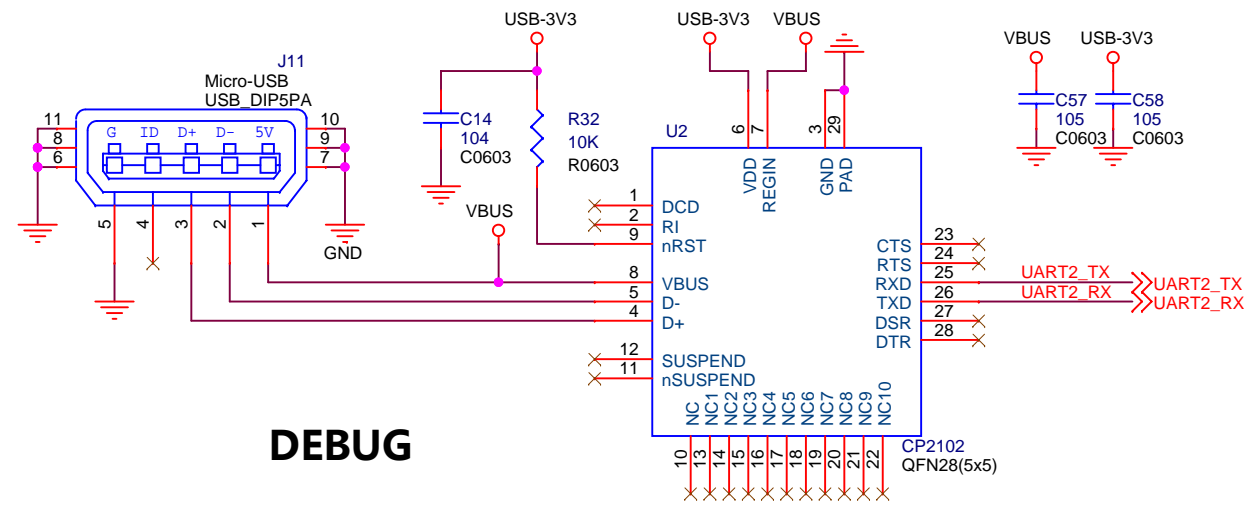 USB-3V3
USB-3V3
VBUS
VBUS
USB-3V3
J11
Micro-USB
USB_DIP5PA
11
8
6
G ID D+ D- 5V
10
9
7
5
4
3
2
1
GND
C14
104
C0603
R32
10K
R0603
C57
105
C0603
C58
105
C0603
VBUS
U2
6
7
3
29
VDD
REGIN
GND
PAD
1 DCD
2 RI
9 nRST
8 VBUS
5 D-
4 D+
12 SUSPEND
11 nSUSPEND
CTS 23
RTS 24
RXD 25 UART2_TX UART2_TX
TXD 26 UART2_RX UART2_RX
DSR 27
DTR 28
NC
NC1
NC2
NC3
NC4
NC5
NC6
NC7
NC8
NC9
NC10
10
13
14
15
16
17
18
19
20
21
22
CP2102
QFN28(5x5)
DEBUG